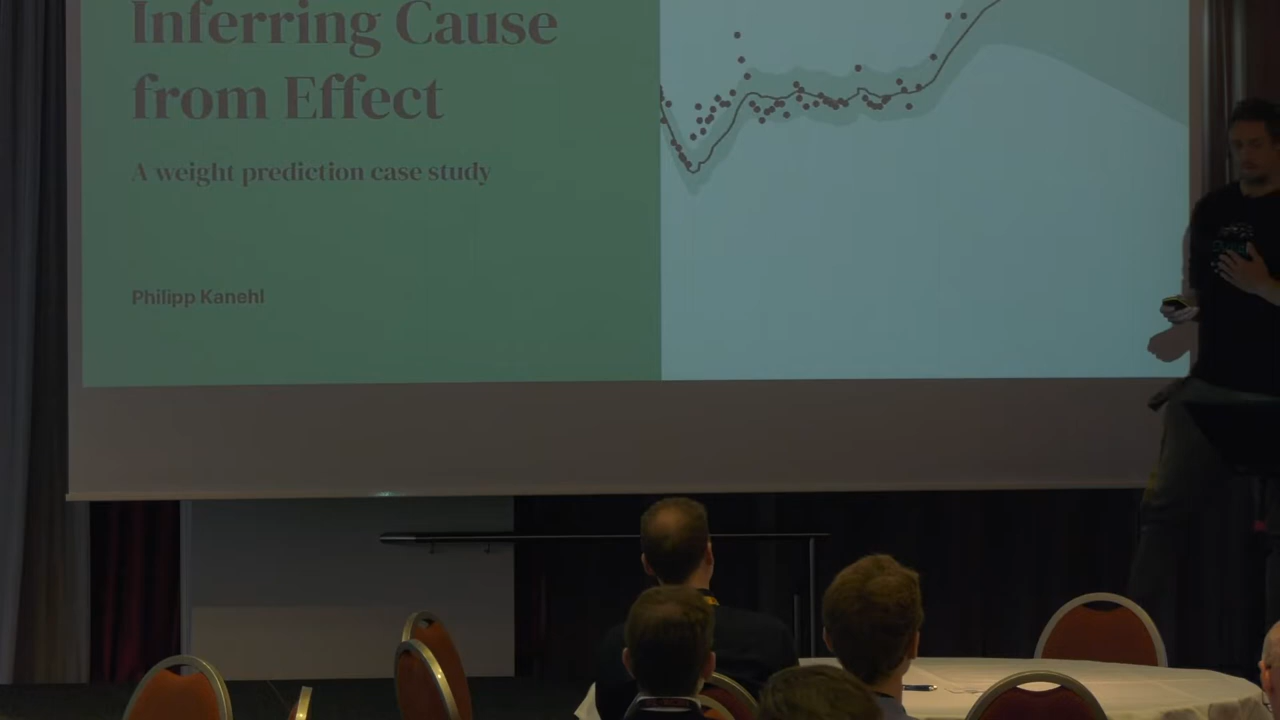 Inferring Cause
from Effect
A weight prediction case study
Philipp Kanehl